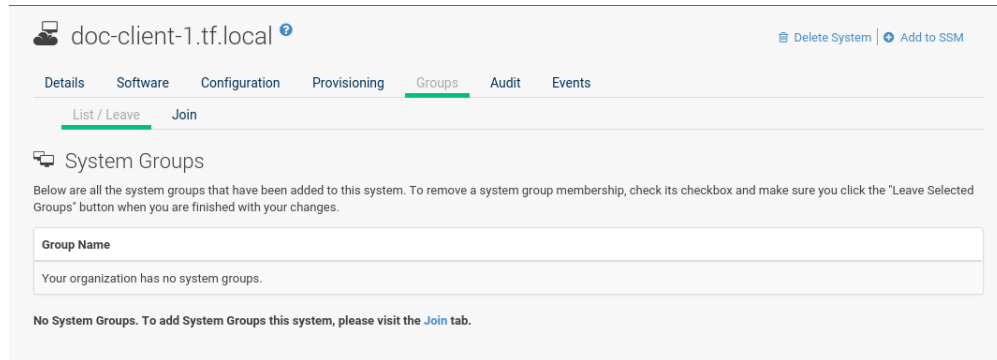 doc-client-1.tf.local ?
Delete System | Add to SSM
Details Software Configuration Provisioning Groups Audit Events
List / Leave Join
System Groups
Below are all the system groups that have been added to this system. To remove a system group membership, check its checkbox and make sure you click the "Leave Selected
Groups" button when you are finished with your changes.
Group Name
Your organization has no system groups.
No System Groups. To add System Groups this system, please visit the Join tab.